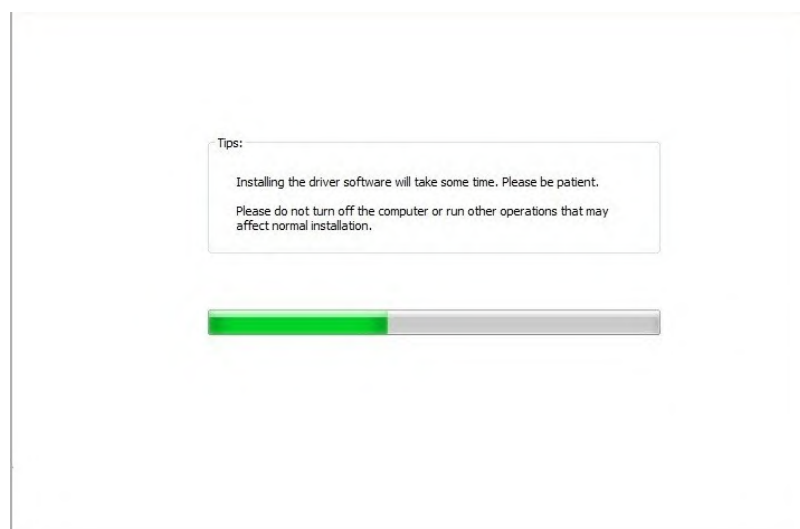 Tips:
Installing the driver software will take some time. Please be patient.
Please do not turn off the computer or run other operations that may
affect normal installation.